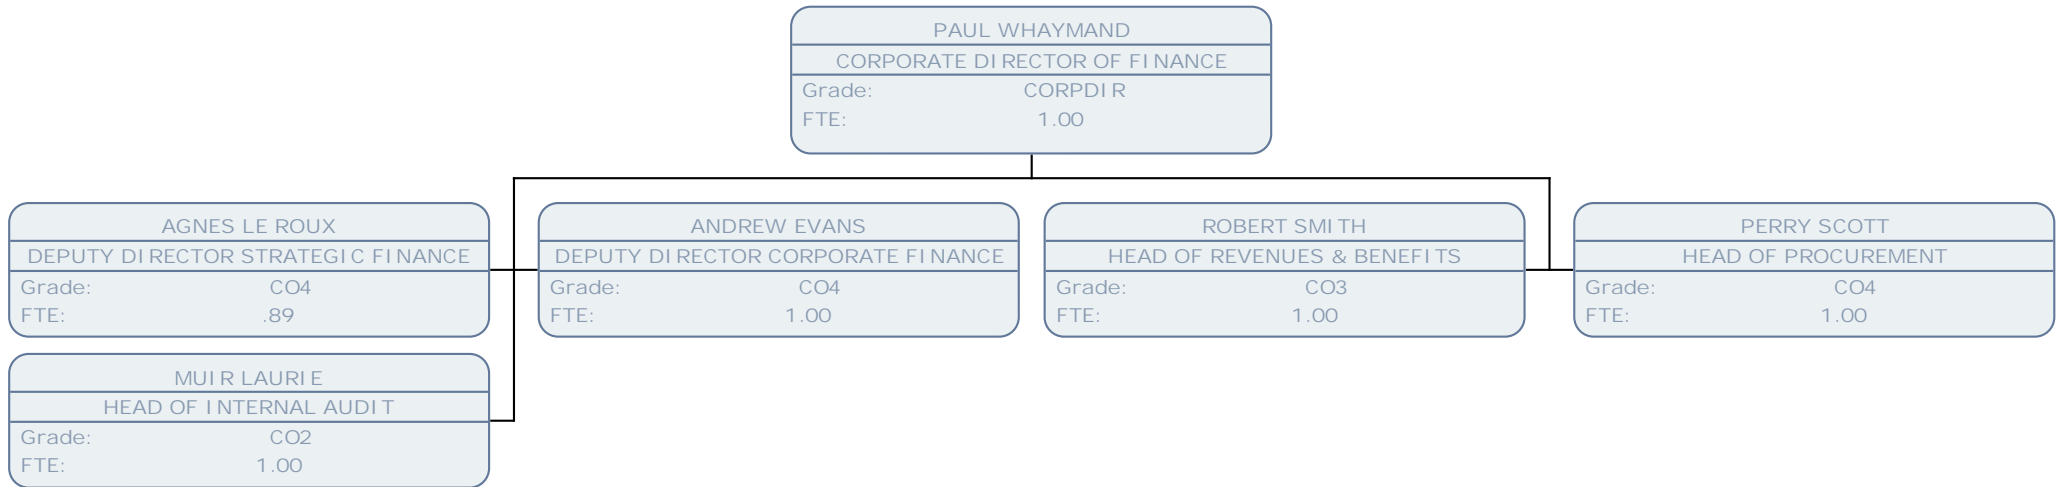 PAUL WHAYMAND
CORPORATE DIRECTOR OF FINANCE
Grade: CORPDIR
FTE: 1.00
AGNES LE ROUX
DEPUTY DIRECTOR STRATEGIC FINANCE
Grade: CO4
FTE: .89
ANDREW EVANS
DEPUTY DIRECTOR CORPORATE FINANCE
Grade: CO4
FTE: 1.00
ROBERT SMITH
HEAD OF REVENUES & BENEFITS
Grade: CO3
FTE: 1.00
PERRY SCOTT
HEAD OF PROCUREMENT
Grade: CO4
FTE: 1.00
MUIR LAURIE
HEAD OF INTERNAL AUDIT
Grade: CO2
FTE: 1.00